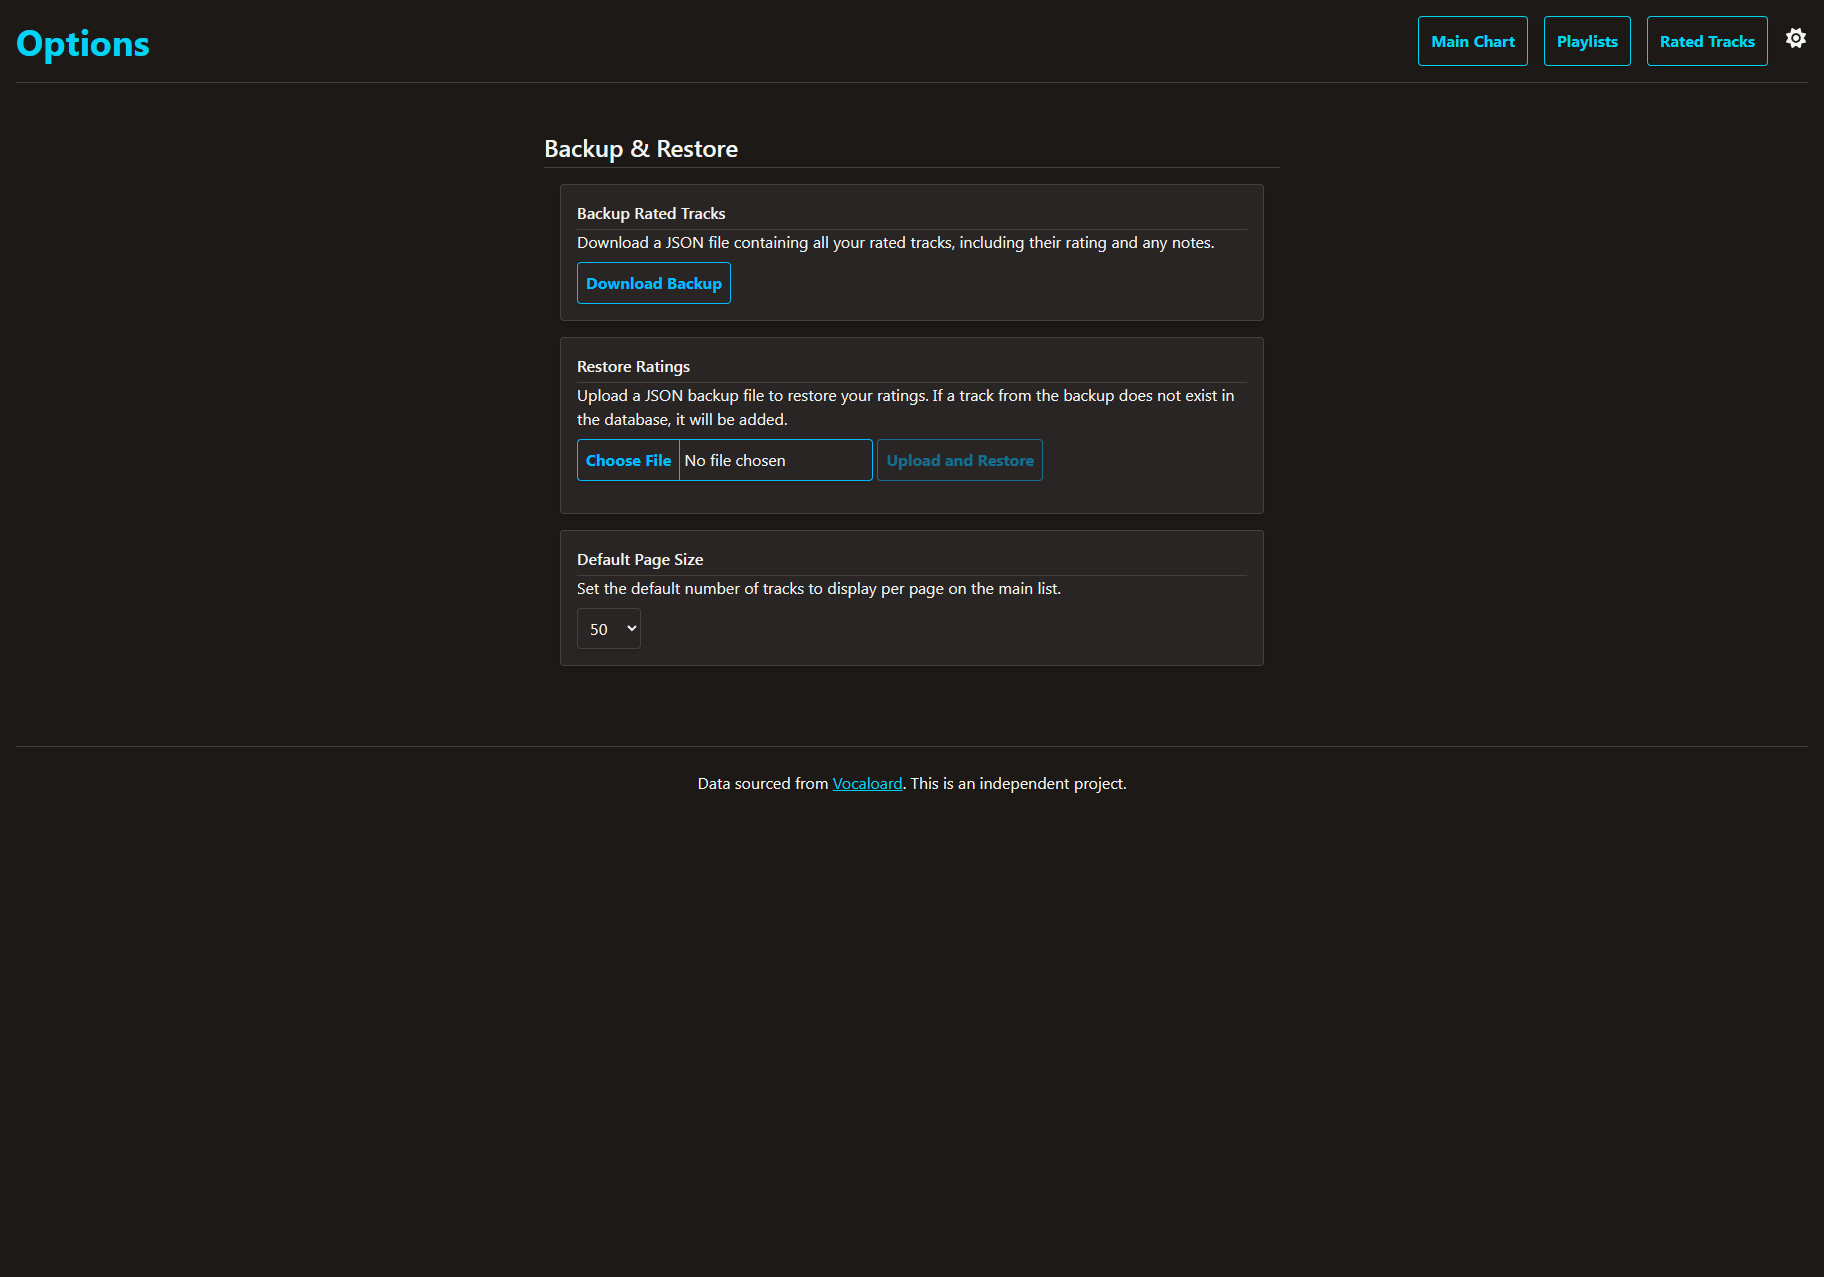 Options
Main Chart
Playlists
Rated Tracks
Backup & Restore
Backup Rated Tracks
Download a JSON file containing all your rated tracks, including their rating and any notes.
Download Backup
Restore Ratings
Upload a JSON backup file to restore your ratings. If a track from the backup does not exist in
the database, it will be added.
Choose File No file chosen
Upload and Restore
Default Page Size
Set the default number of tracks to display per page on the main list.
50
Data sourced from Vocaloard. This is an independent project.